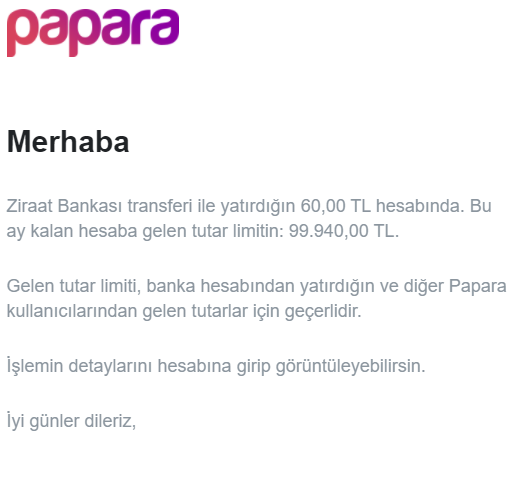 papara
Merhaba
Ziraat Bankası transferi ile yatırdığın 60,00 TL hesabında. Bu
ay kalan hesaba gelen tutar limitin: 99.940,00 TL.
Gelen tutar limiti, banka hesabından yatırdığın ve diğer Papara
kullanıcılarından gelen tutarlar için geçerlidir.
İşlemin detaylarını hesabına girip görüntüleyebilirsin.
İyi günler dileriz,